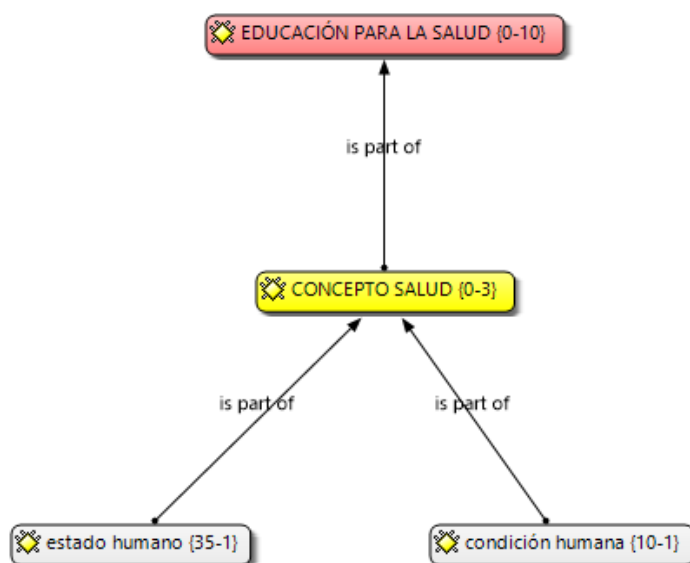 EDUCACIÓN PARA LA SALUD {0-10}
is part of
CONCEPTO SALUD {0-3}
is part of
is part of
estado humano {35-1}
condición humana {10-1}